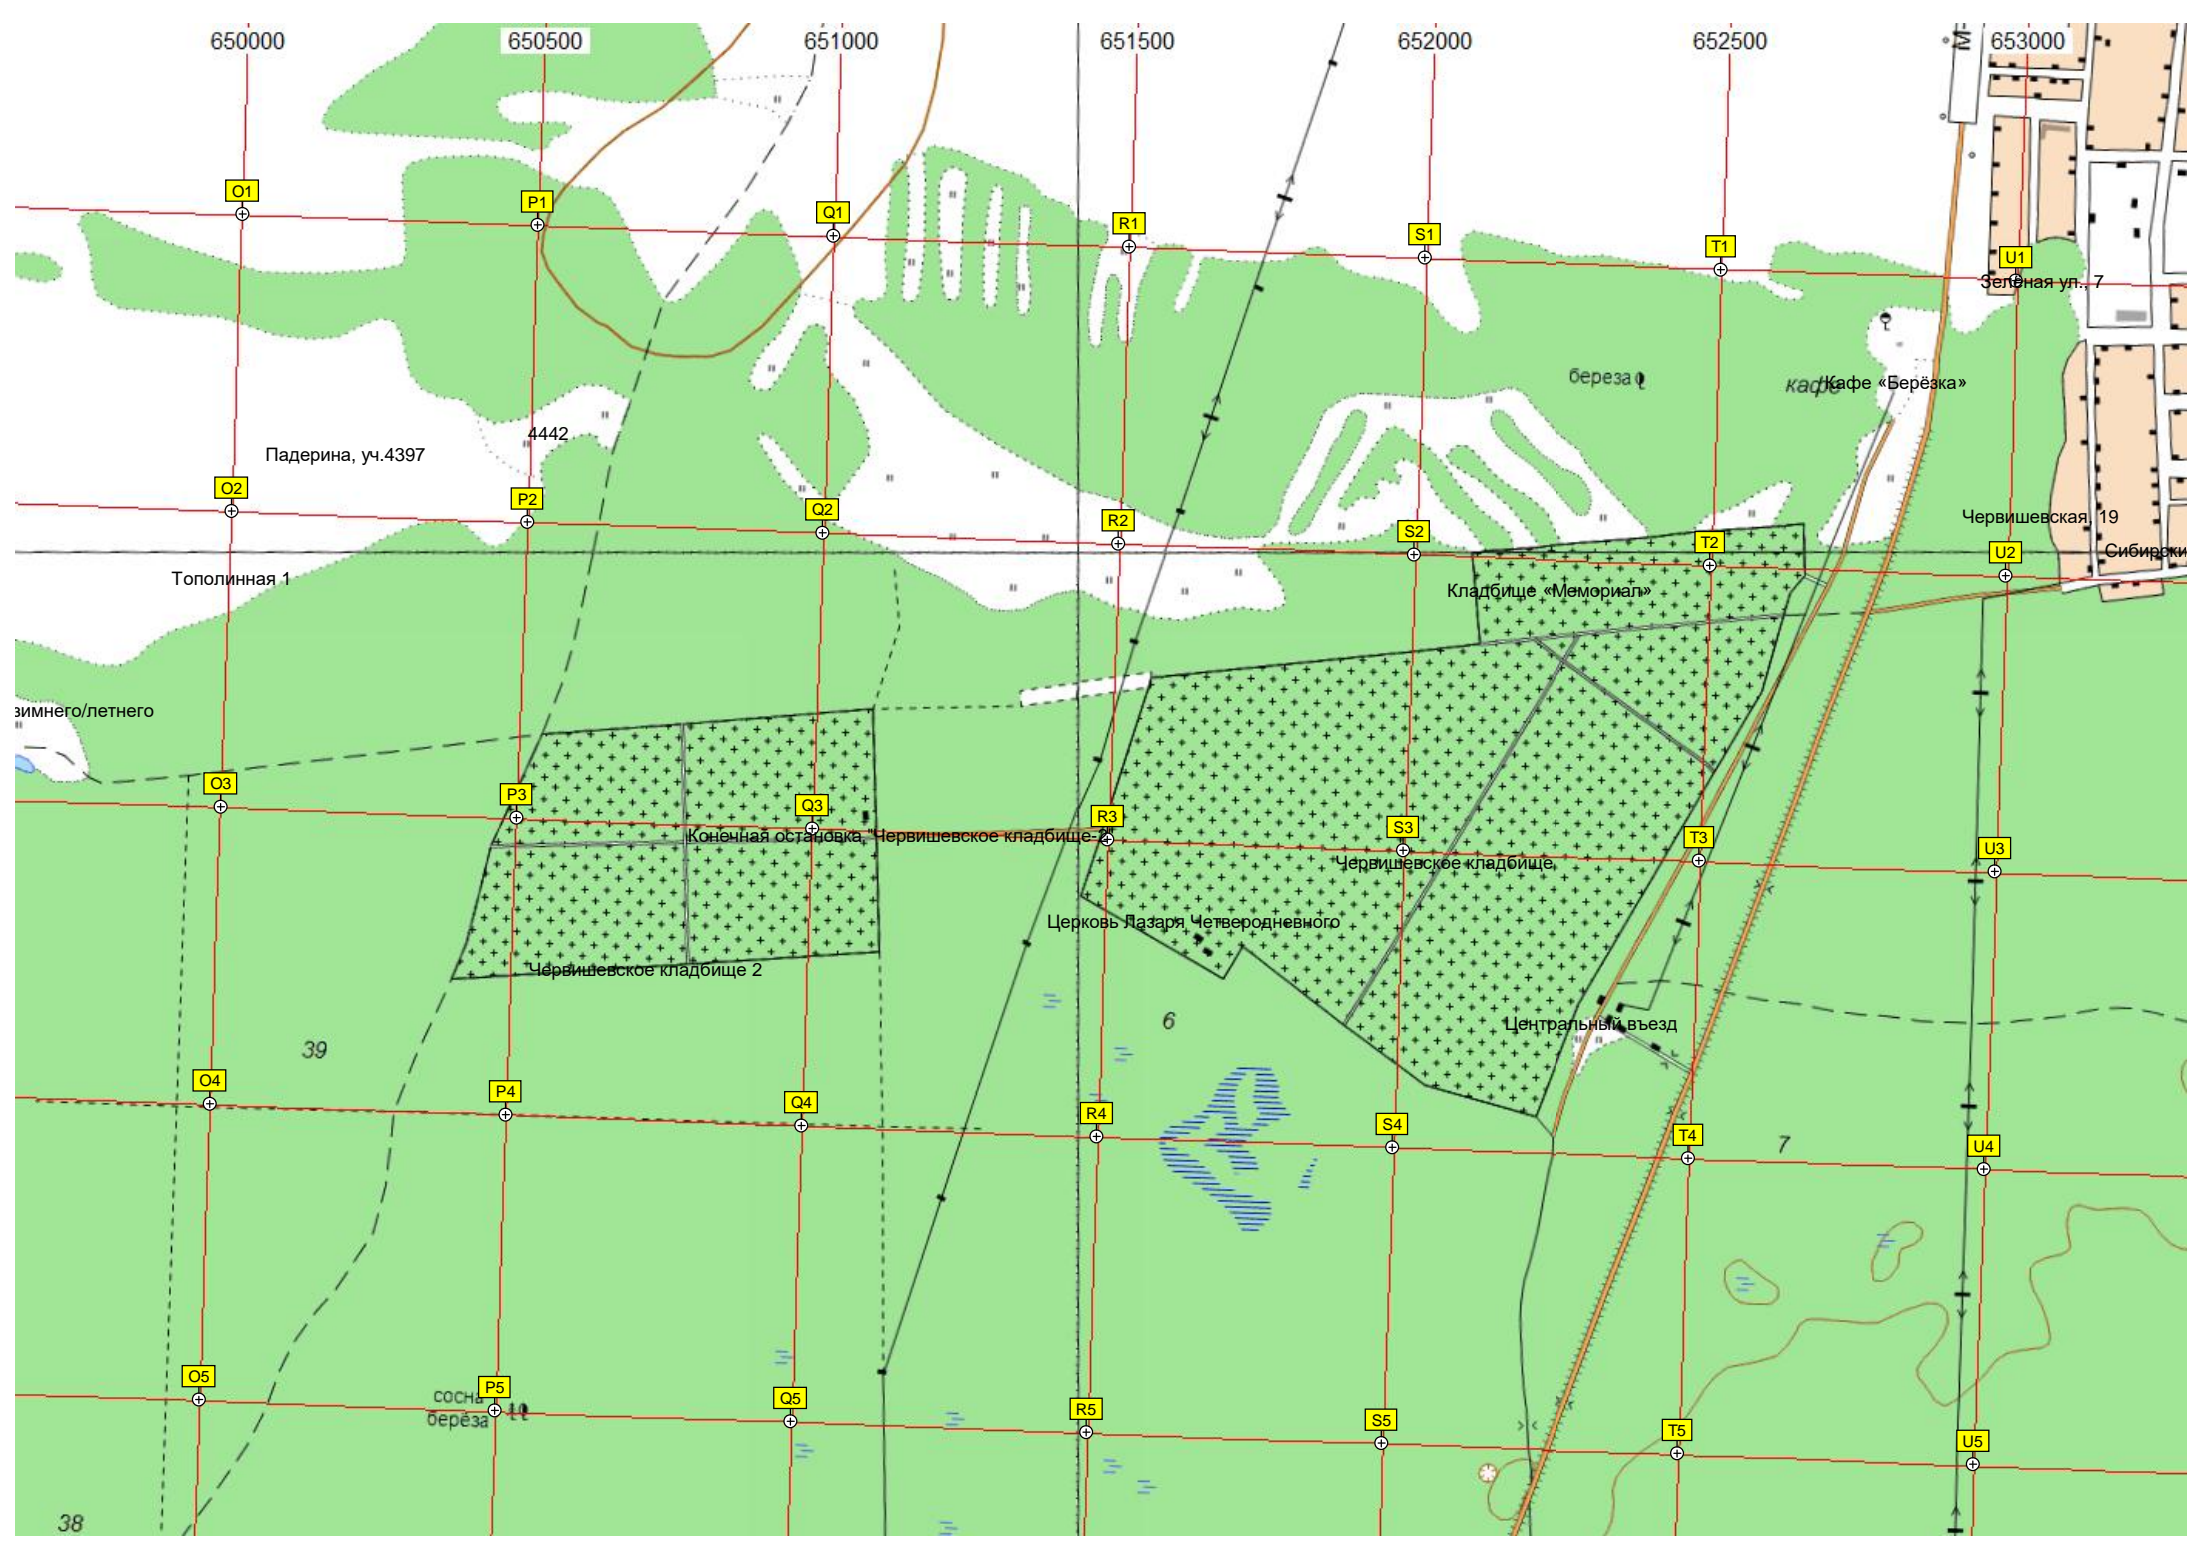 650000 650500 651000 651500 652000 652500 653000
O1 P1 Q1 R1 S1 T1 U1
Зелёная ул., 7
береза
кафе
Кафе «Берёзка»
4442
Падерина, уч.4397
O2 P2 Q2 R2 S2 T2 U2
Червишевская, 19
Сибирски
Тополинная 1
Кладбище «Мемориал»
зимнего/летнего
O3 P3 Q3 R3 S3 T3 U3
Конечная остановка "Червишевское кладбище-2"
Червишевское кладбище
Церковь Лазаря Четверодневного
Червишевское кладбище 2
6
Центральный въезд
39
O4 P4 Q4 R4 S4 T4 U4
7
O5 P5 Q5 R5 S5 T5 U5
сосна
берёза
38